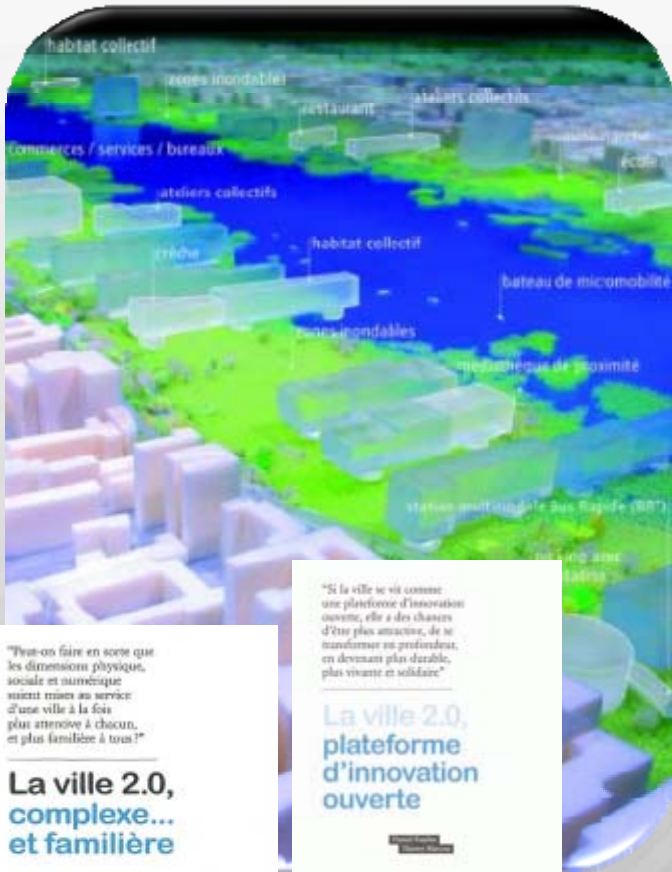 habitat collectif
zones inondables
restaurant
ateliers collectifs
école
commerces / services / bureaux
ateliers collectifs
crèche
habitat collectif
bateau de micromobilité
zones inondables
médiathèque de proximité
station multimodale Bus Rapide
"Peut-on faire en sorte que
les dimensions physique,
sociale et numérique
soient mises au service
d'une ville à la fois
plus attentive à chacun,
et plus familière à tous?"
La ville 2.0,
complexe...
et familière
"Si la ville se vit comme
une plateforme d'innovation
ouverte, elle a des chances
d'être plus attractive, de se
transformer en profondeur,
en devenant plus durable,
plus vivante et solidaire"
La ville 2.0,
plateforme
d'innovation
ouverte